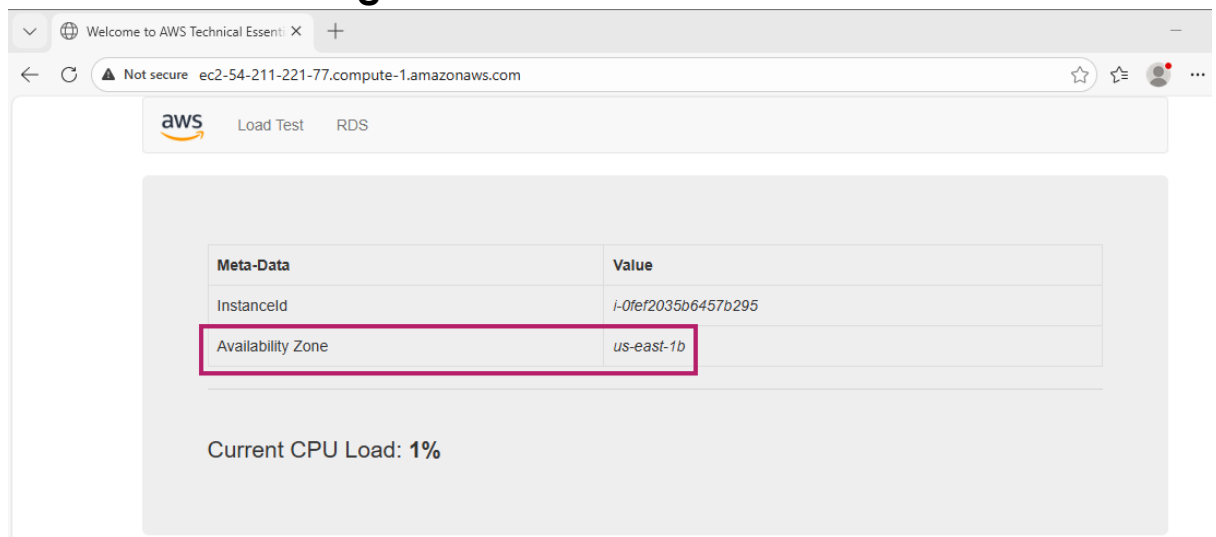 Welcome to AWS Technical Essenti
Not secure ec2-54-211-221-77.compute-1.amazonaws.com
aws Load Test RDS
Meta-Data Value
InstanceId i-0fef2035b6457b295
Availability Zone us-east-1b
Current CPU Load: 1%